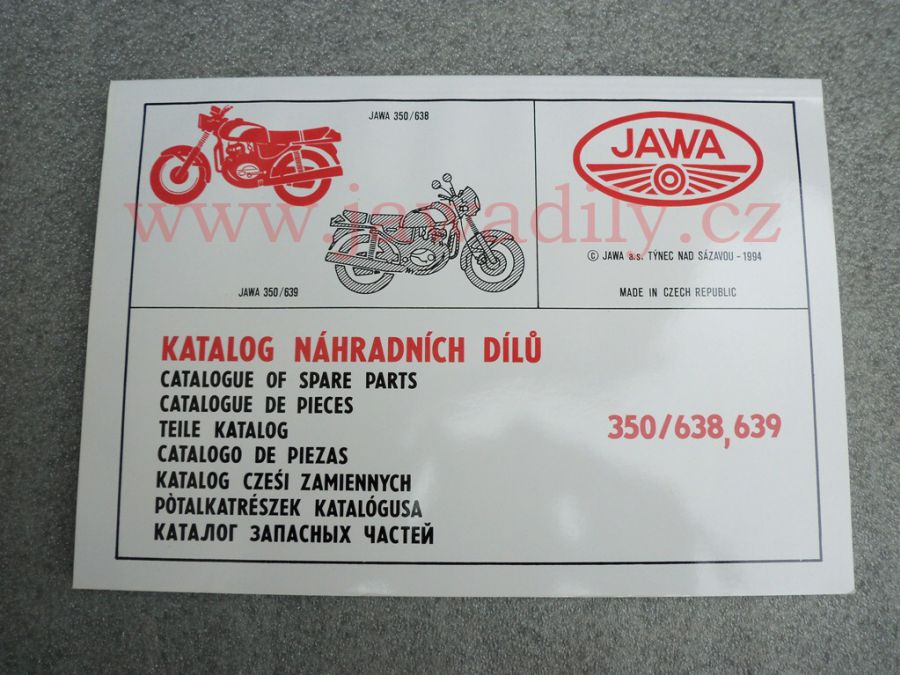 JAWA 350/638
JAWA
www.jawadily.cz
© JAWA a.s. TÝNEC NAD SÁZAVOU - 1994
JAWA 350/639
MADE IN CZECH REPUBLIC
KATALOG NÁHRADNÍCH DÍLŮ
CATALOGUE OF SPARE PARTS
CATALOGUE DE PIECES
TEILE KATALOG
350/638,639
CATALOGO DE PIEZAS
KATALOG CZEŚI ZAMIENNYCH
PÒTALKATRÉSZEK KATALÓGUSA
КАТАЛОГ ЗАПАСНЫХ ЧАСТЕЙ